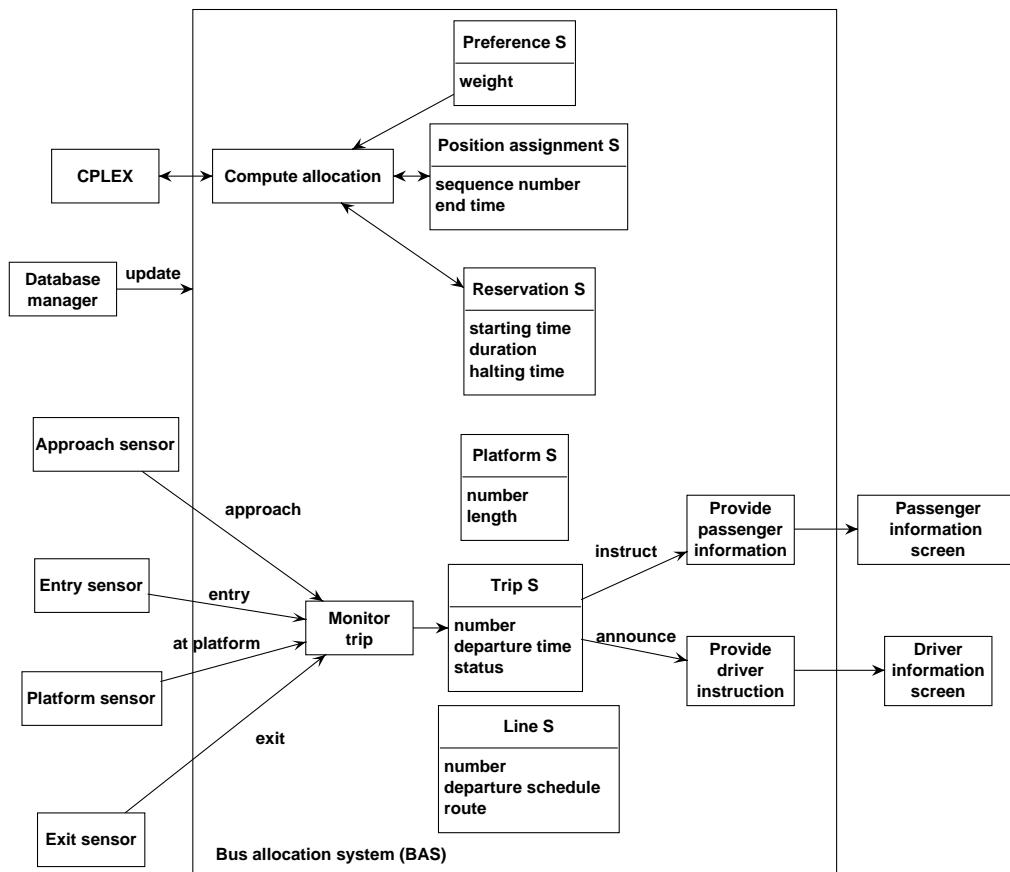 Preference S
weight
Position assignment S
sequence number
end time
CPLEX
Compute allocation
Database
manager
update
Reservation S
starting time
duration
halting time
Approach sensor
approach
Platform S
number
length
Provide
passenger
information
Passenger
information
screen
instruct
Entry sensor
entry
Monitor
trip
Trip S
number
departure time
status
at platform
announce
Provide
driver
instruction
Driver
information
screen
Platform sensor
exit
Line S
number
departure schedule
route
Exit sensor
Bus allocation system (BAS)